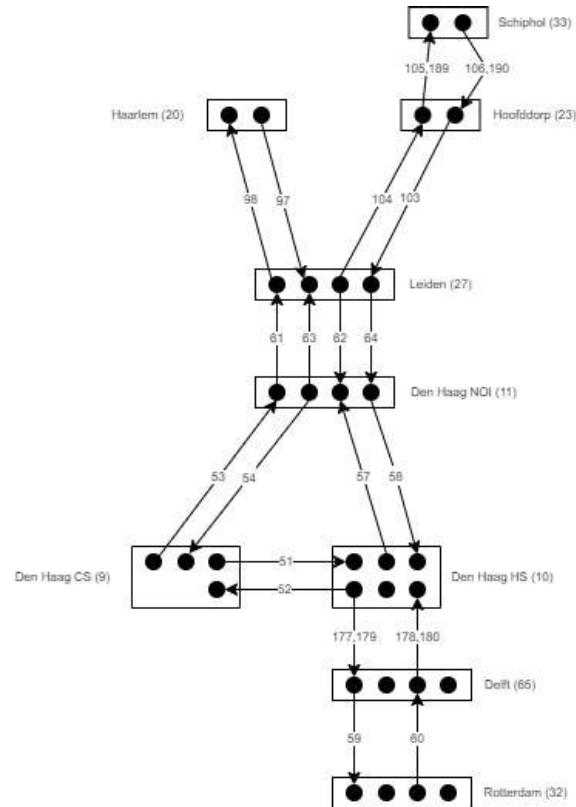 Schiphol (33)
105,189
106,190
Haarlem (20)
Hoofddorp (23)
98
97
104
103
Leiden (27)
61
63
62
64
Den Haag NOI (11)
53
54
57
58
Den Haag CS (9)
51
Den Haag HS (10)
52
177,179
178,180
Delft (65)
59
60
Rotterdam (32)